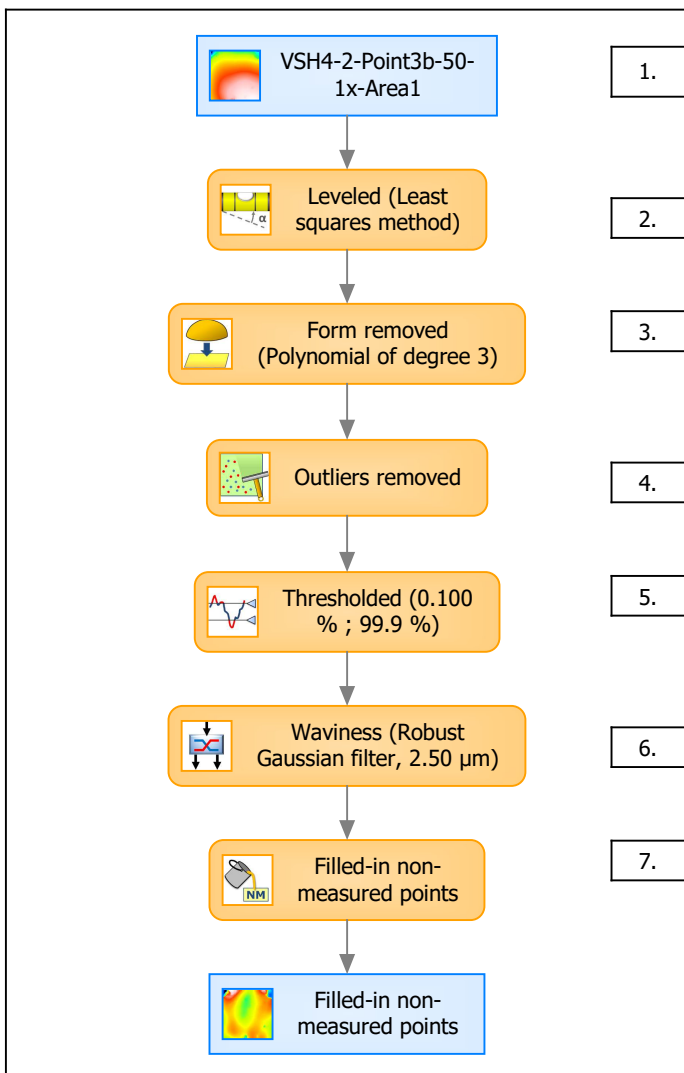 VSH4-2-Point3b-50-
1x-Area1
1.
α
Leveled (Least
squares method)
2.
Form removed
(Polynomial of degree 3)
3.
Outliers removed
4.
Thresholded (0.100
% ; 99.9 %)
5.
Waviness (Robust
Gaussian filter, 2.50 µm)
6.
NM
Filled-in non-
measured points
7.
Filled-in non-
measured points